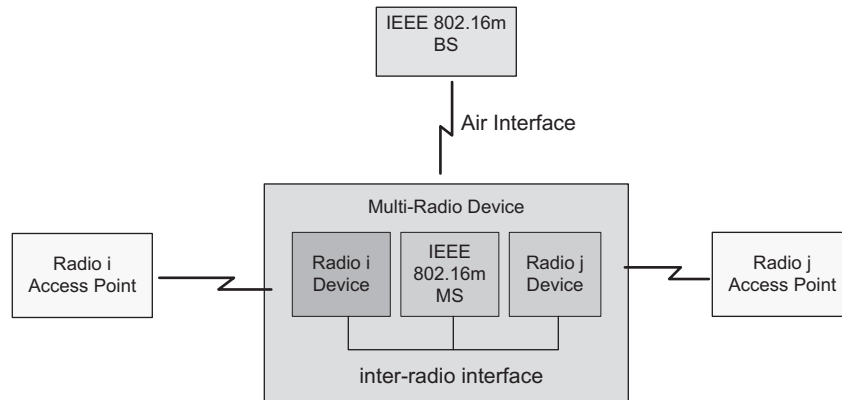 IEEE 802.16m
BS
Air Interface
Multi-Radio Device
Radio i
Access Point
Radio i
Device
IEEE
802.16m
MS
Radio j
Device
Radio j
Access Point
inter-radio interface